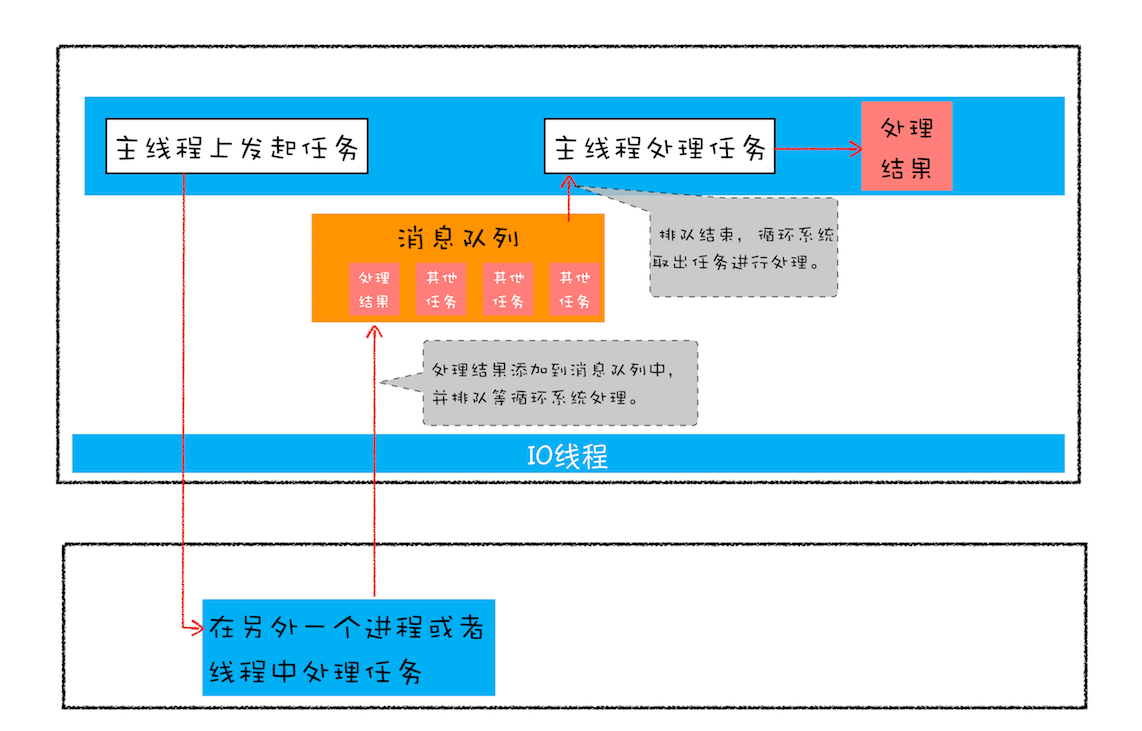 主线程上发起任务
主线程处理任务
处理
结果
消息队列
处理
结果
其他
任务
其他
任务
其他
任务
排队结束，循环系统
取出任务进行处理。
处理结果添加到消息队列中，
并排队等循环系统处理。
IO线程
在另外一个进程或者
线程中处理任务